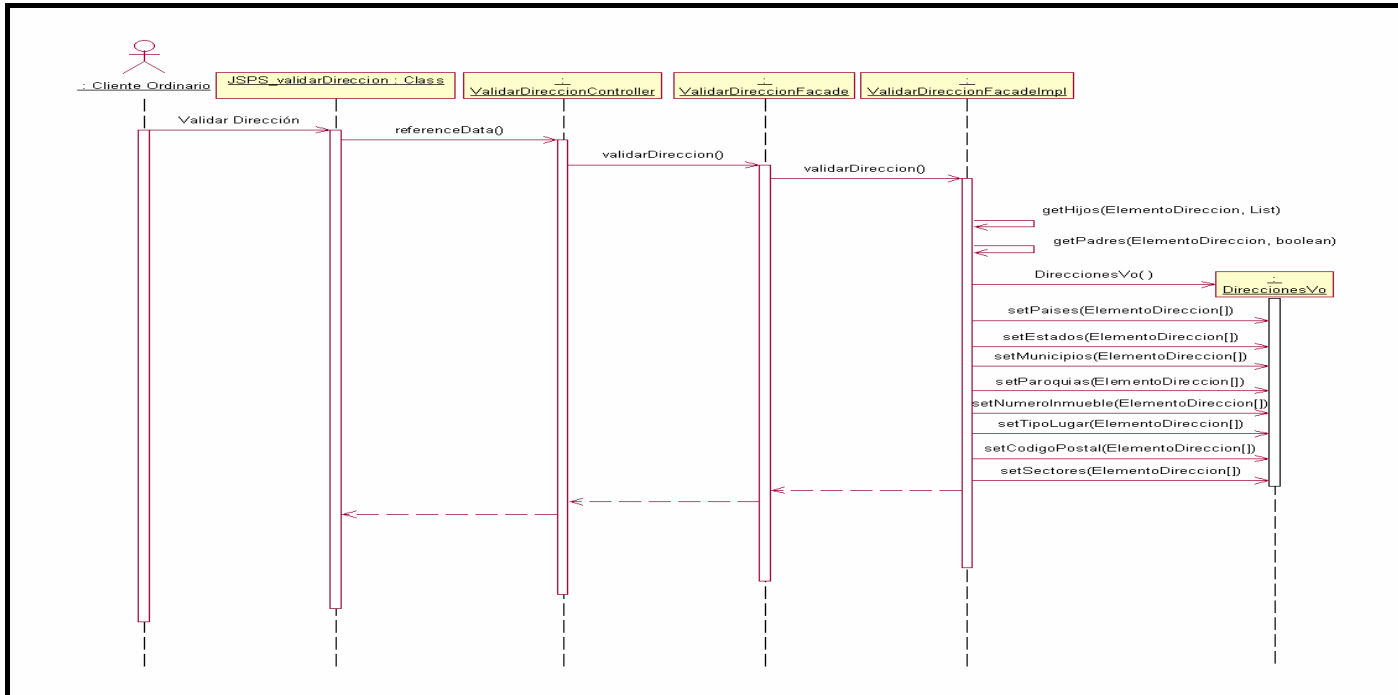 : Cliente Ordinario
JSPS_validarDireccion : Class
:
ValidarDireccionController
:
ValidarDireccionFacade
:
ValidarDireccionFacadeImpl
Validar Dirección
referenceData()
validarDireccion()
validarDireccion()
getHijos(ElementoDireccion, List)
getPadres(ElementoDireccion, boolean)
DireccionesVo( )
:
DireccionesVo
setPaises(ElementoDireccion[])
setEstados(ElementoDireccion[])
setMunicipios(ElementoDireccion[])
setParoquias(ElementoDireccion[])
setNumeroInmueble(ElementoDireccion[])
setTipoLugar(ElementoDireccion[])
setCodigoPostal(ElementoDireccion[])
setSectores(ElementoDireccion[])